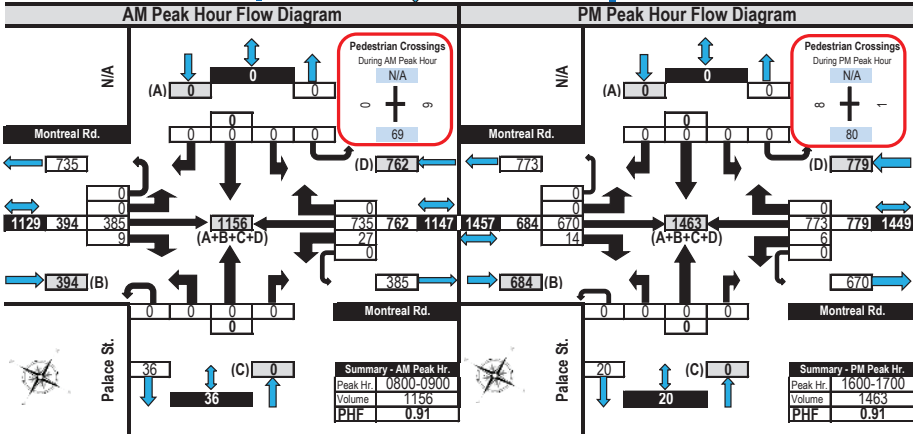 AM Peak Hour Flow Diagram
N/A
0
(A) 0 0
Pedestrian Crossings
During AM Peak Hour
N/A
0 9
69
0
0 0 0 0
Montreal Rd.
735
(D) 762
0
0
1129 394 385
9
1156
(A+B+C+D)
0
735 762 1147
27
0
394 (B)
385
0 0 0 0
0
Montreal Rd.
Palace St.
36
(C) 0
36
Summary - AM Peak Hr.
Peak Hr. 0800-0900
Volume 1156
PHF 0.91
PM Peak Hour Flow Diagram
N/A
0
(A) 0 0
Pedestrian Crossings
During PM Peak Hour
N/A
8 1
80
0
0 0 0 0
Montreal Rd.
773
(D) 779
0
0
1457 684 670
14
1463
(A+B+C+D)
0
773 779 1449
6
0
684 (B)
670
0 0 0 0
0
Montreal Rd.
Palace St.
20
(C) 0
20
Summary - PM Peak Hr.
Peak Hr. 1600-1700
Volume 1463
PHF 0.91